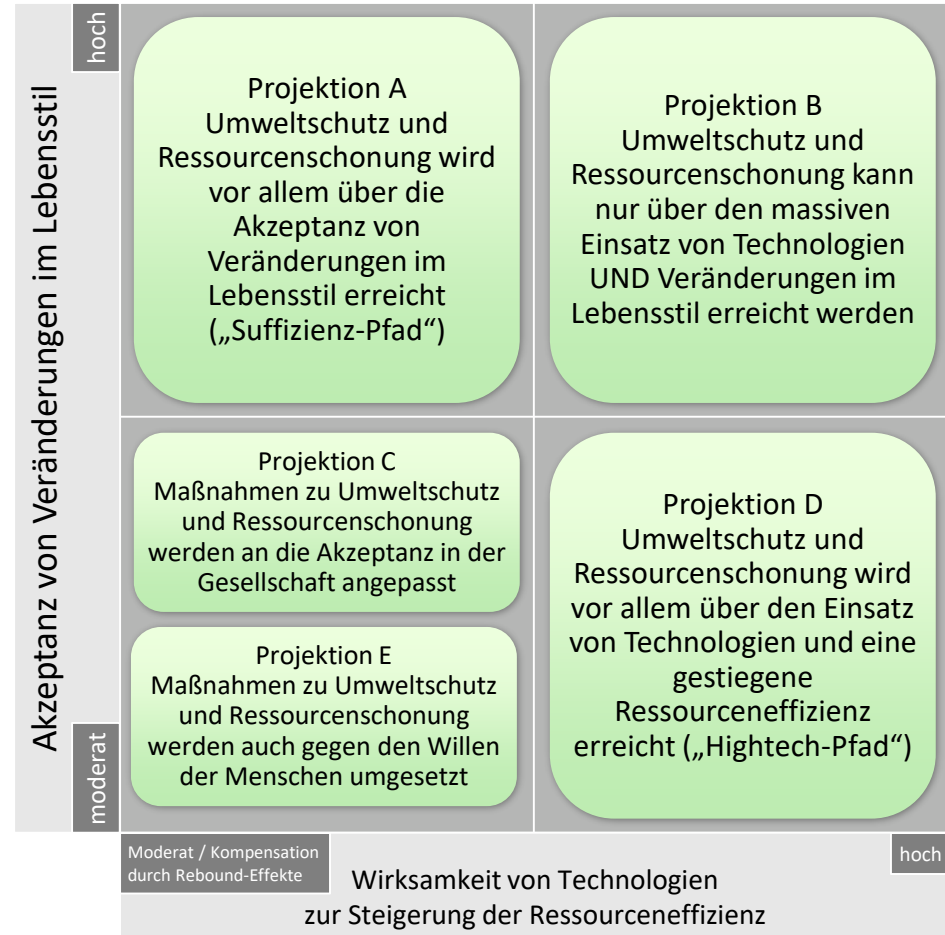 hoch
Akzeptanz von Veränderungen im Lebensstil
moderat
Projektion A
Umweltschutz und
Ressourcenschonung wird
vor allem über die
Akzeptanz von
Veränderungen im
Lebensstil erreicht
(„Suffizienz-Pfad“)
Projektion B
Umweltschutz und
Ressourcenschonung kann
nur über den massiven
Einsatz von Technologien
UND Veränderungen im
Lebensstil erreicht werden
Projektion C
Maßnahmen zu Umweltschutz
und Ressourcenschonung
werden an die Akzeptanz in der
Gesellschaft angepasst
Projektion E
Maßnahmen zu Umweltschutz
und Ressourcenschonung
werden auch gegen den Willen
der Menschen umgesetzt
Projektion D
Umweltschutz und
Ressourcenschonung wird
vor allem über den Einsatz
von Technologien und eine
gestiegene
Ressourceneffizienz
erreicht („Hightech-Pfad“)
Moderat / Kompensation
durch Rebound-Effekte
Wirksamkeit von Technologien
zur Steigerung der Ressourceneffizienz
hoch